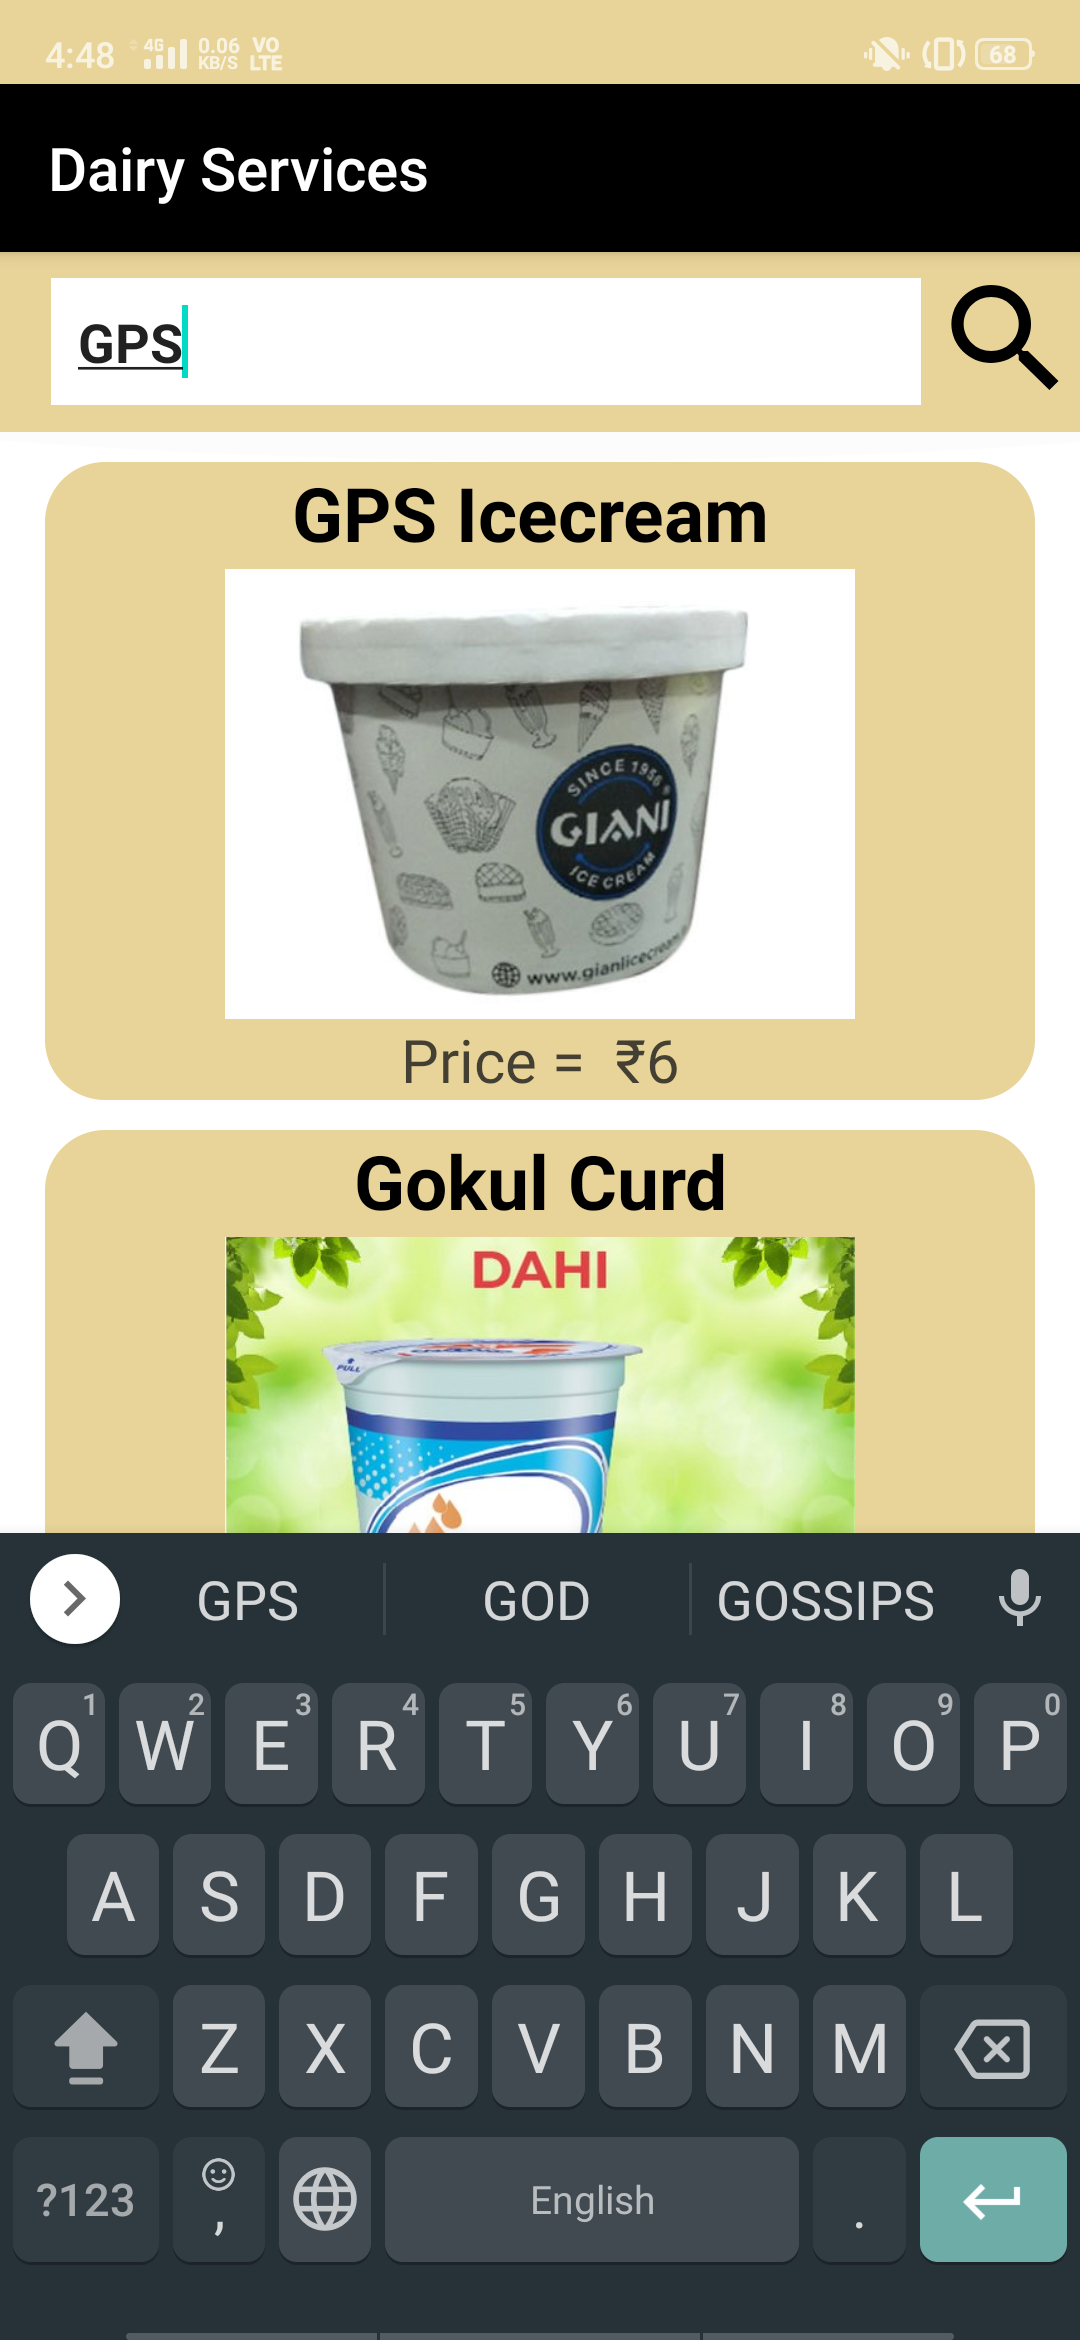 4:48 4G 0.06 KB/S VO LTE 68
Dairy Services
GPS
GPS Icecream
SINCE 1956
GIANI
ICE CREAM
Price = ₹6
Gokul Curd
DAHI
PULL
GPS GOD GOSSIPS
1 2 3 4 5 6 7 8 9 0
Q W E R T Y U I O P
A S D F G H J K L
Z X C V B N M
?123 , English .